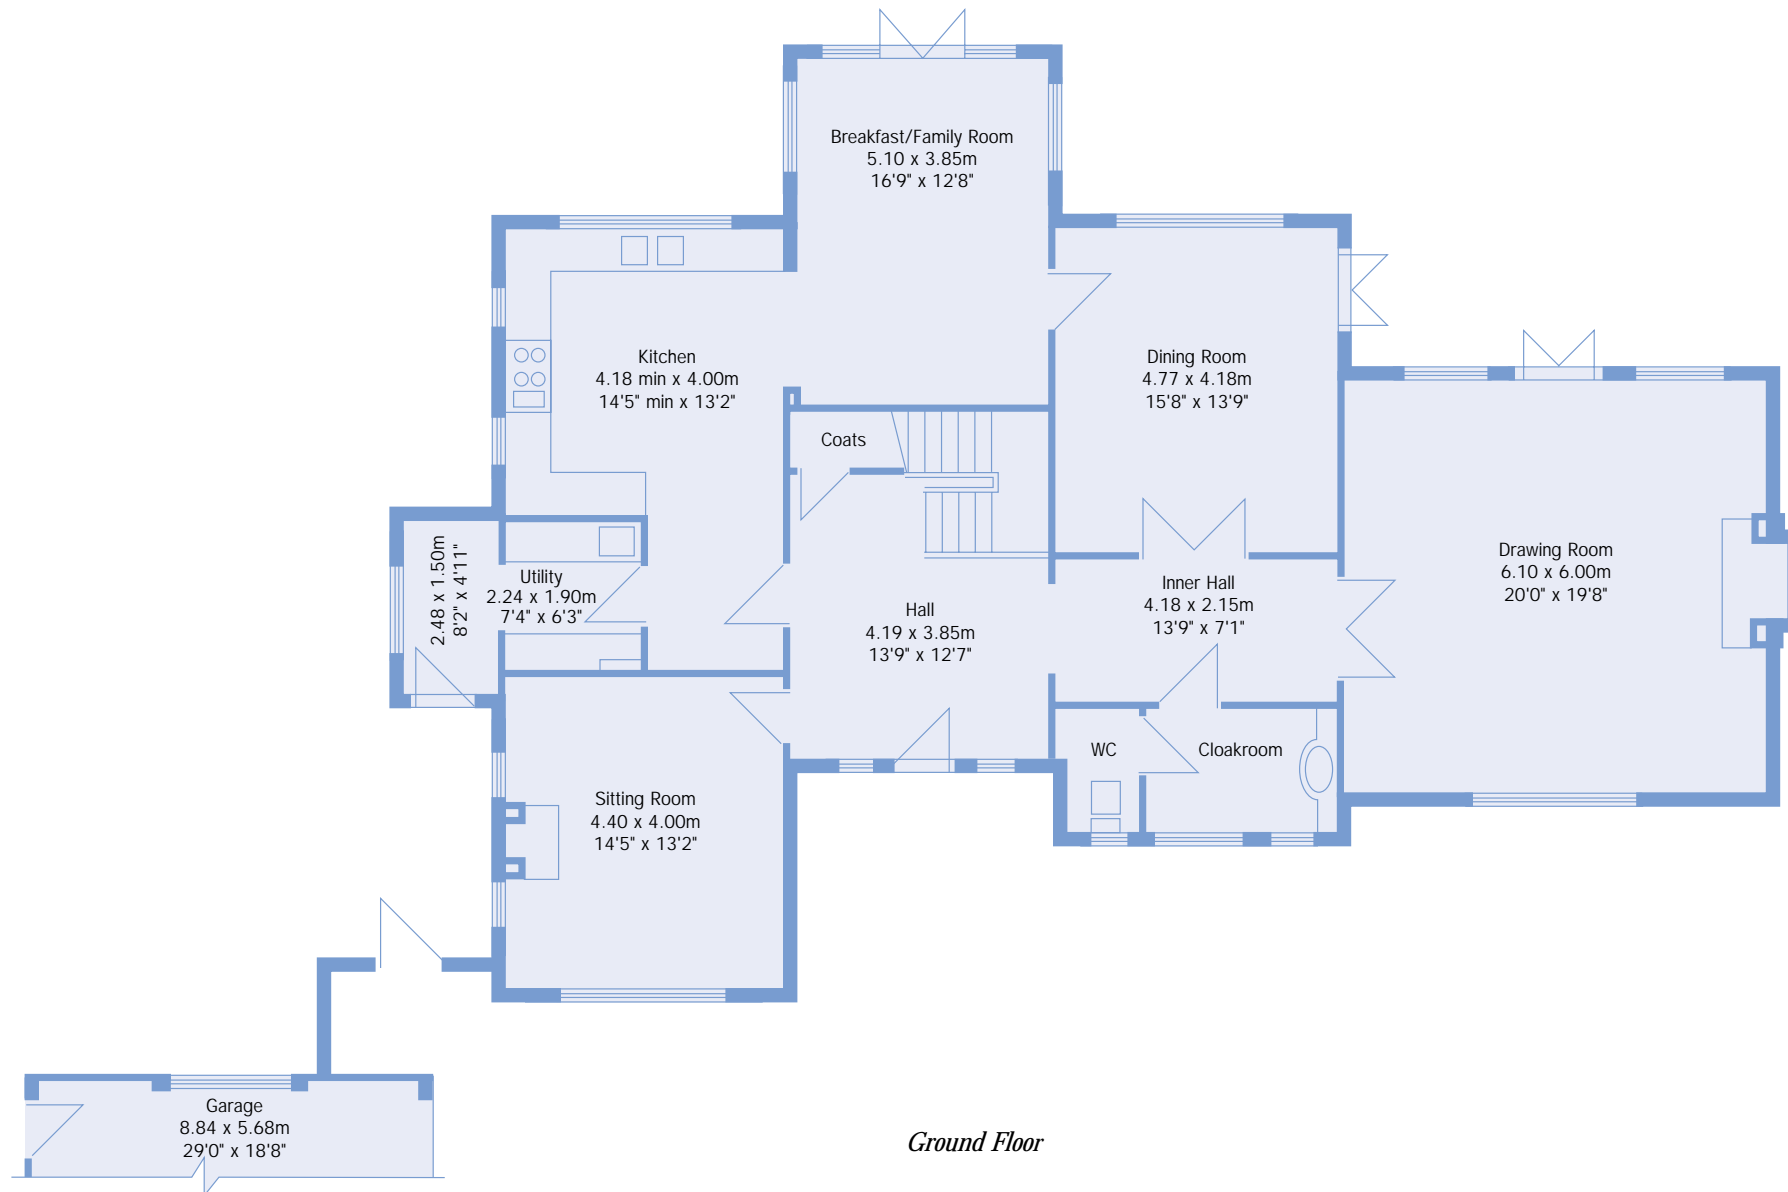 Breakfast/Family Room
5.10 x 3.85m
16'9" x 12'8"
Kitchen
4.18 min x 4.00m
14'5" min x 13'2"
Dining Room
4.77 x 4.18m
15'8" x 13'9"
Coats
2.48 x 1.50m
8'2" x 4'11"
Utility
2.24 x 1.90m
7'4" x 6'3"
Hall
4.19 x 3.85m
13'9" x 12'7"
Inner Hall
4.18 x 2.15m
13'9" x 7'1"
Drawing Room
6.10 x 6.00m
20'0" x 19'8"
WC
Cloakroom
Sitting Room
4.40 x 4.00m
14'5" x 13'2"
Garage
8.84 x 5.68m
29'0" x 18'8"
Ground Floor